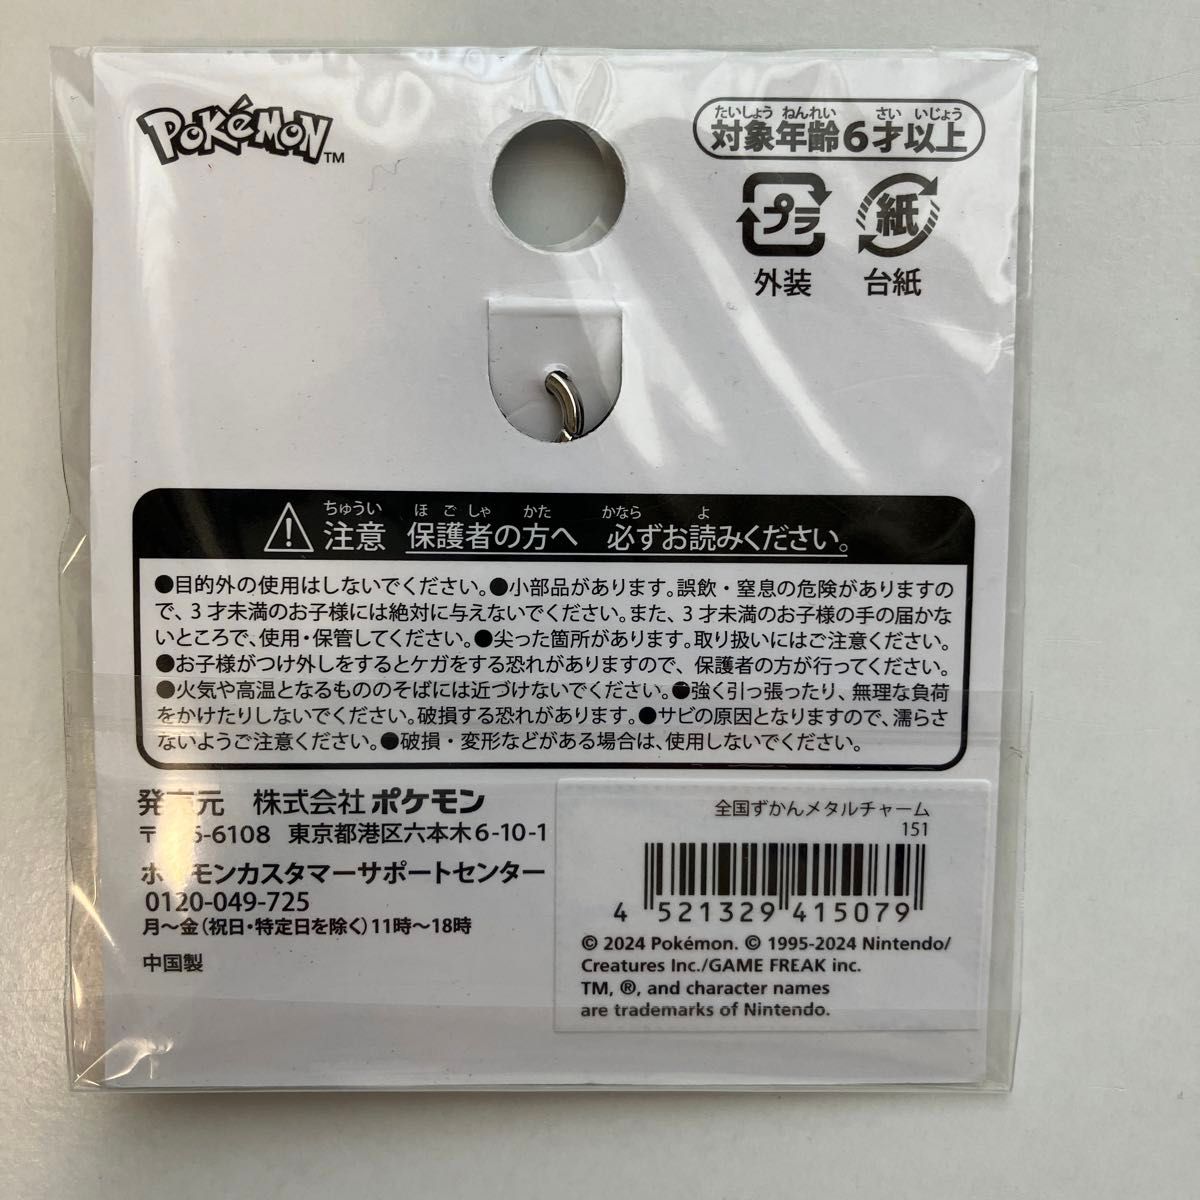 POKéMON™
たいしょう ねんれい さい いじょう
対象年齢6才以上
プラ 紙
外装 台紙
ちゅうい ほごしゃ かた かなら よ
注意 保護者の方へ 必ずお読みください。
●目的外の使用はしないでください。●小部品があります。誤飲・窒息の危険がありますの
で、3才未満のお子様には絶対に与えないでください。また、3才未満のお子様の手の届かな
いところで、使用・保管してください。●尖った箇所があります。取り扱いにはご注意ください。
●お子様がつけ外しをするとケガをする恐れがありますので、保護者の方が行ってください。
●火気や高温となるもののそばには近づけないでください。●強く引っ張ったり、無理な負荷
をかけたりしないでください。破損する恐れがあります。●サビの原因となりますので、濡らさ
ないようご注意ください。●破損・変形などがある場合は、使用しないでください。
発売元 株式会社ポケモン
東京都港区六本木6-10-1
ポケモンカスタマーサポートセンター
0120-049-725
月〜金(祝日・特定日を除く)11時〜18時
中国製
全国ずかんメタルチャーム
151
4 521329 415079
© 2024 Pokémon. © 1995-2024 Nintendo/
Creatures Inc./GAME FREAK inc.
TM, ®, and character names
are trademarks of Nintendo.